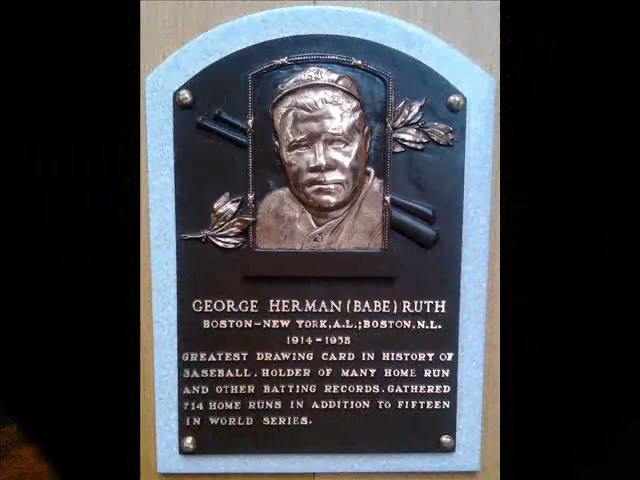 GEORGE HERMAN (BABE) RUTH
BOSTON-NEW YORK, A.L.; BOSTON, N.L.
1914-1935
GREATEST DRAWING CARD IN HISTORY OF
BASEBALL. HOLDER OF MANY HOME RUN
AND OTHER BATTING RECORDS. GATHERED
714 HOME RUNS IN ADDITION TO FIFTEEN
IN WORLD SERIES.